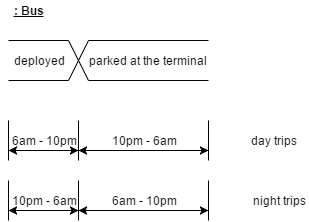 : Bus
deployed parked at the terminal
6am - 10pm 10pm - 6am day trips
10pm - 6am 6am - 10pm night trips